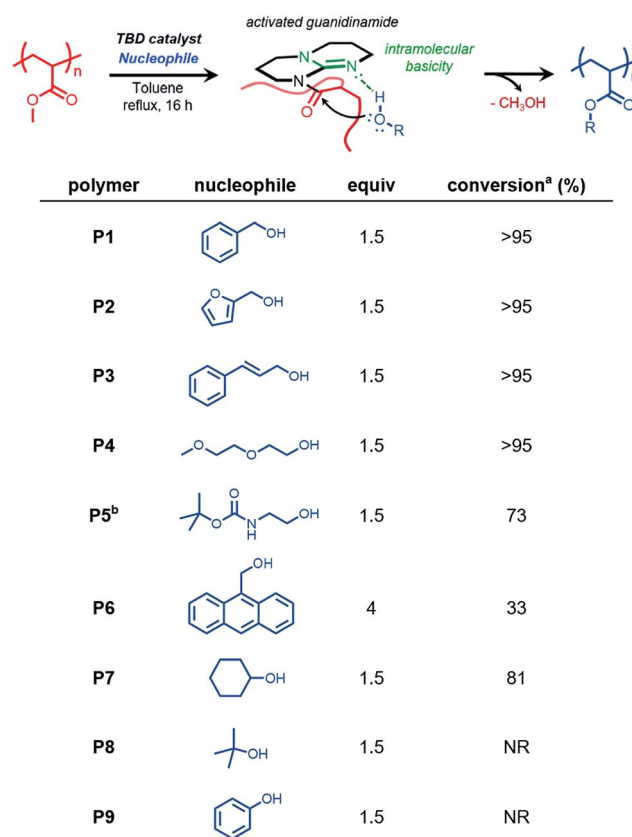 activated guanidinamide
TBD catalyst
Nucleophile
Toluene
reflux, 16 h
intramolecular
basicity
n
O
O
N
N
N
O
H
:O:
R
- CH₃OH
n
O
O
R
polymer nucleophile equiv conversionᵃ (%)
P1 OH 1.5 >95
P2 O OH 1.5 >95
P3 OH 1.5 >95
P4 O O OH 1.5 >95
P5ᵇ O O N H OH 1.5 73
P6 OH 4 33
P7 OH 1.5 81
P8 OH 1.5 NR
P9 OH 1.5 NR